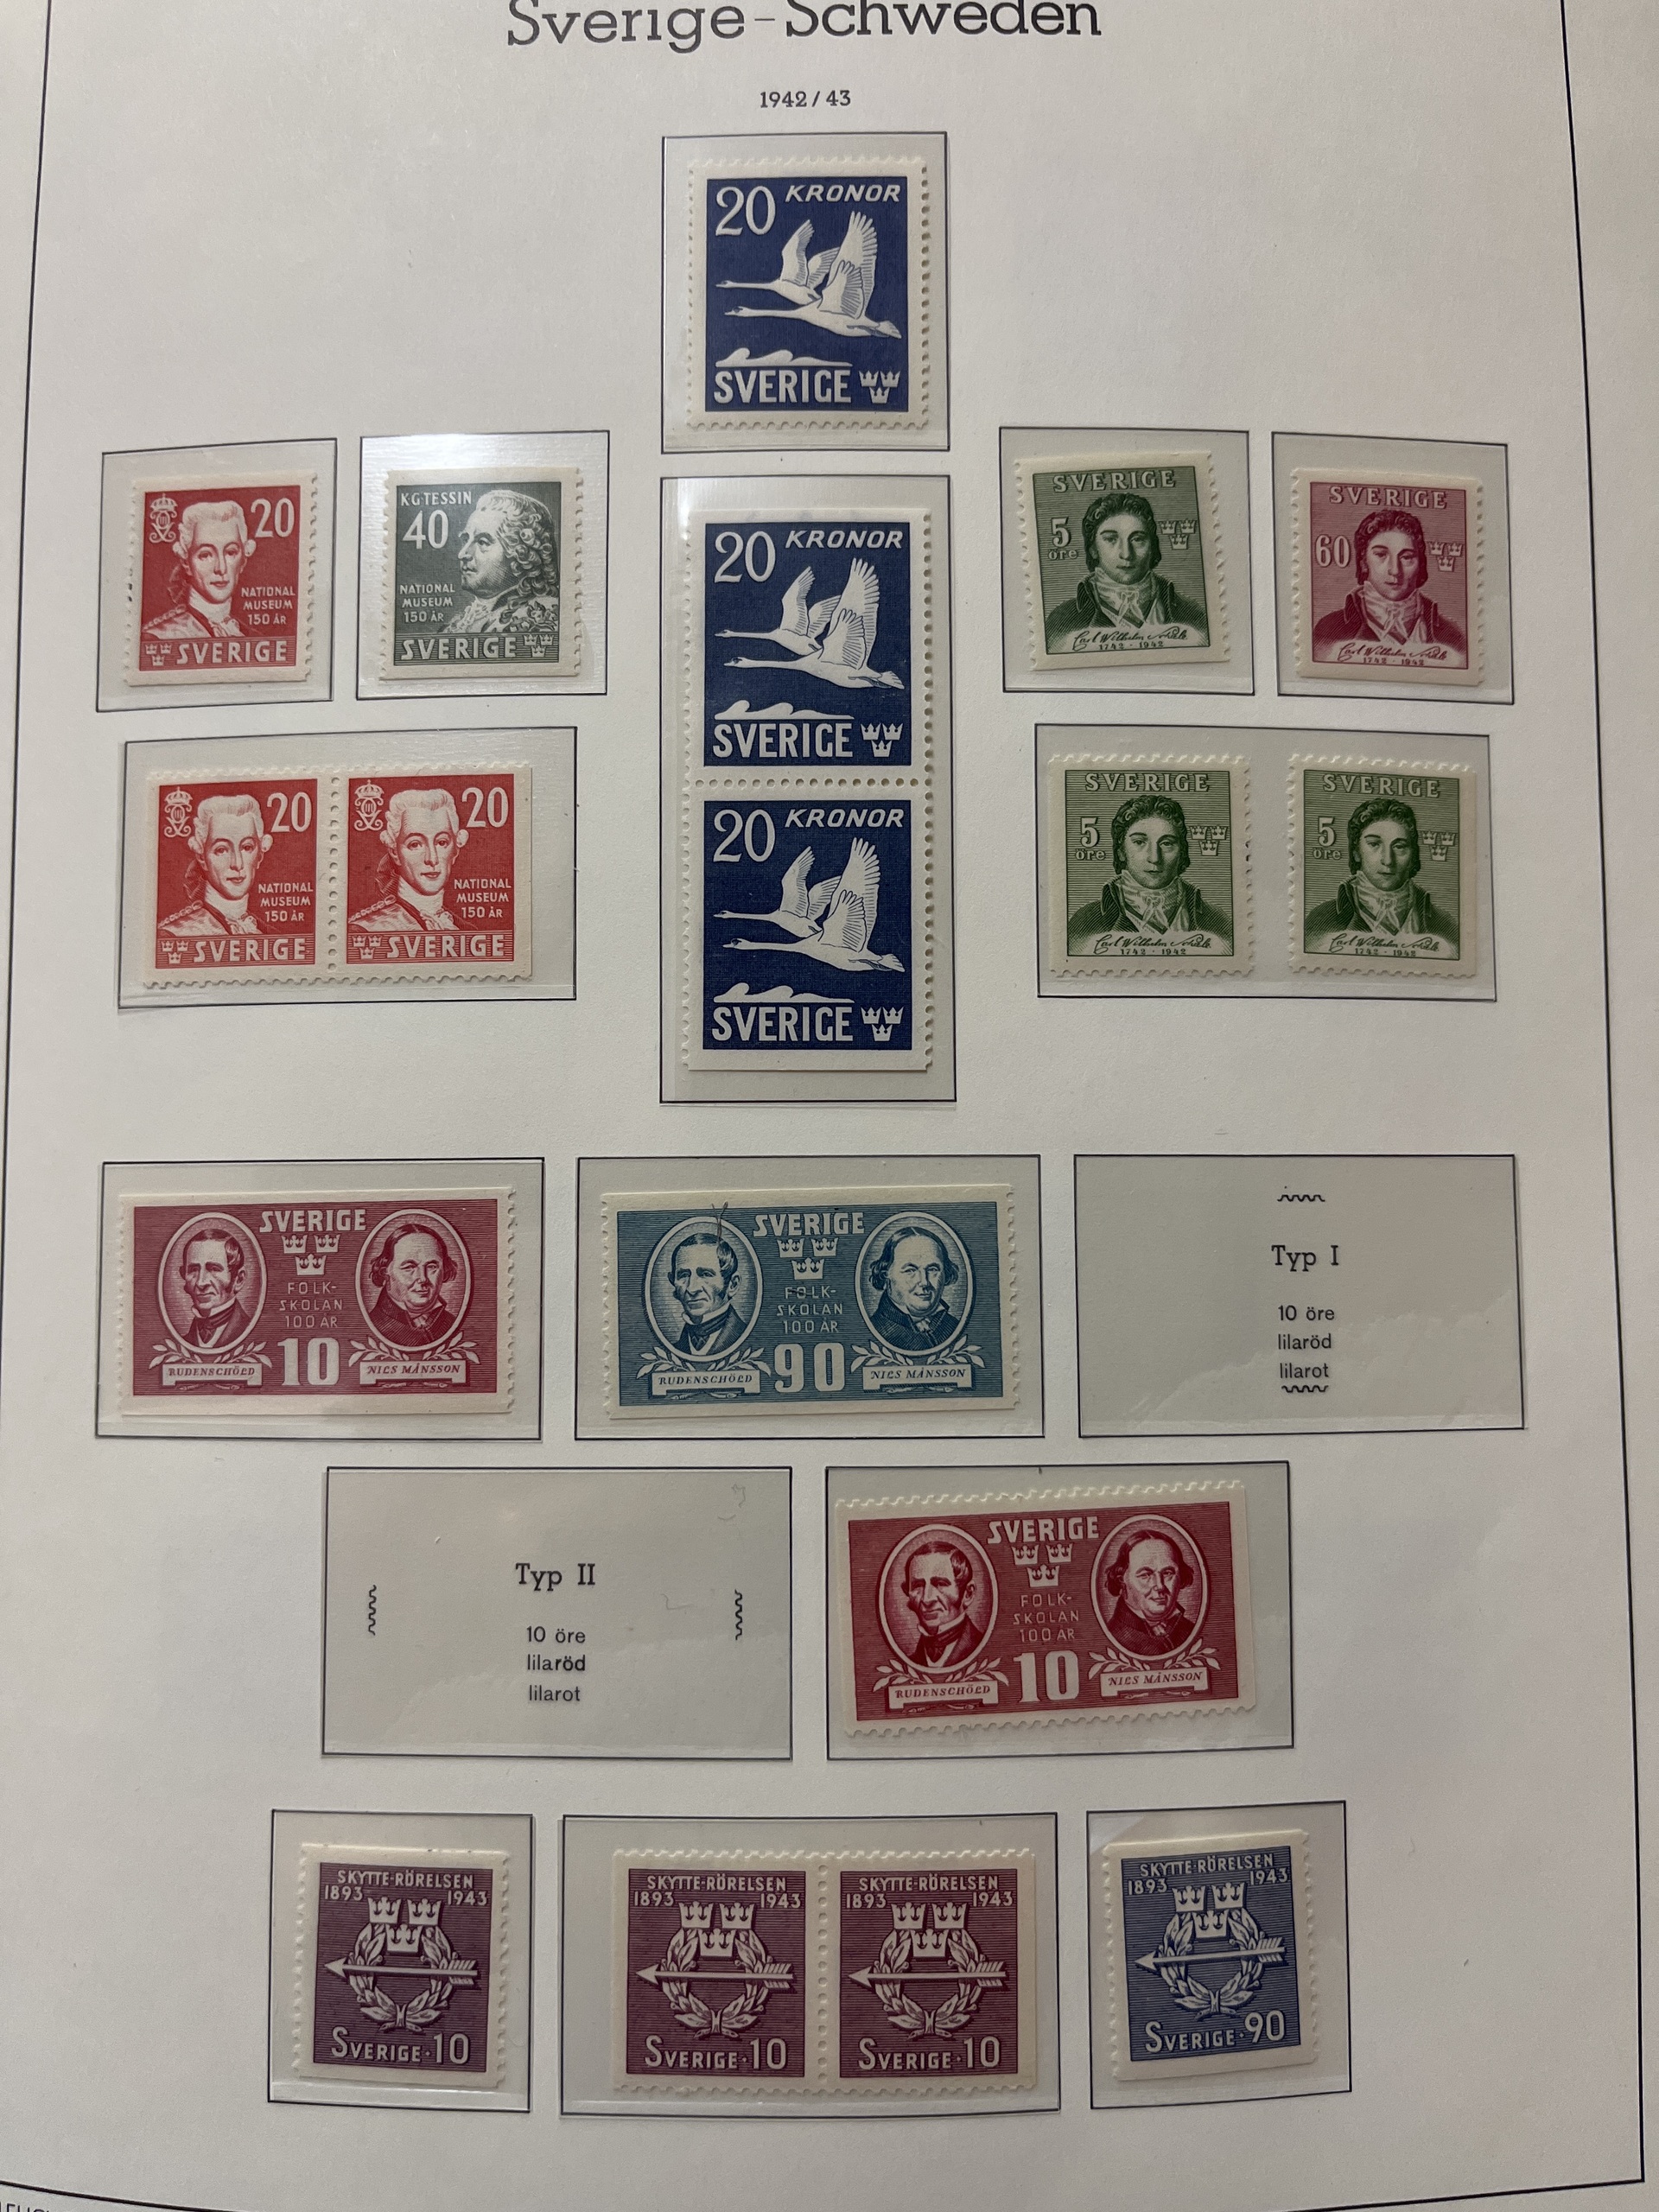 Sverige-Schweden
1942/43
20 KRONOR
SVERIGE
20
NATIONAL
MUSEUM
150 ÅR
SVERIGE
K G TESSIN
40
NATIONAL
MUSEUM
150 ÅR
SVERIGE
20 KRONOR
SVERIGE
20 KRONOR
SVERIGE
SVERIGE
5
öre
1742 · 1942
SVERIGE
60
1742 · 1942
20
NATIONAL
MUSEUM
150 ÅR
SVERIGE
20
NATIONAL
MUSEUM
150 ÅR
SVERIGE
SVERIGE
5
öre
Carl Wilhelm
1742 · 1942
SVERIGE
5
öre
Carl Wilhelm
1742 · 1942
SVERIGE
FOLK-
SKOLAN
100 ÅR
RUDENSCHÖLD 10 NILS MÅNSSON
SVERIGE
FOLK-
SKOLAN
100 ÅR
RUDENSCHÖLD 90 NILS MÅNSSON
Typ I
10 öre
lilaröd
lilarot
Typ II
10 öre
lilaröd
lilarot
SVERIGE
FOLK-
SKOLAN
100 ÅR
RUDENSCHÖLD 10 NILS MÅNSSON
SKYTTE-RÖRELSEN
1893 1943
SVERIGE·10
SKYTTE-RÖRELSEN
1893 1943
SVERIGE·10
SKYTTE-RÖRELSEN
1893 1943
SVERIGE·10
SKYTTE-RÖRELSEN
1893 1943
SVERIGE·90